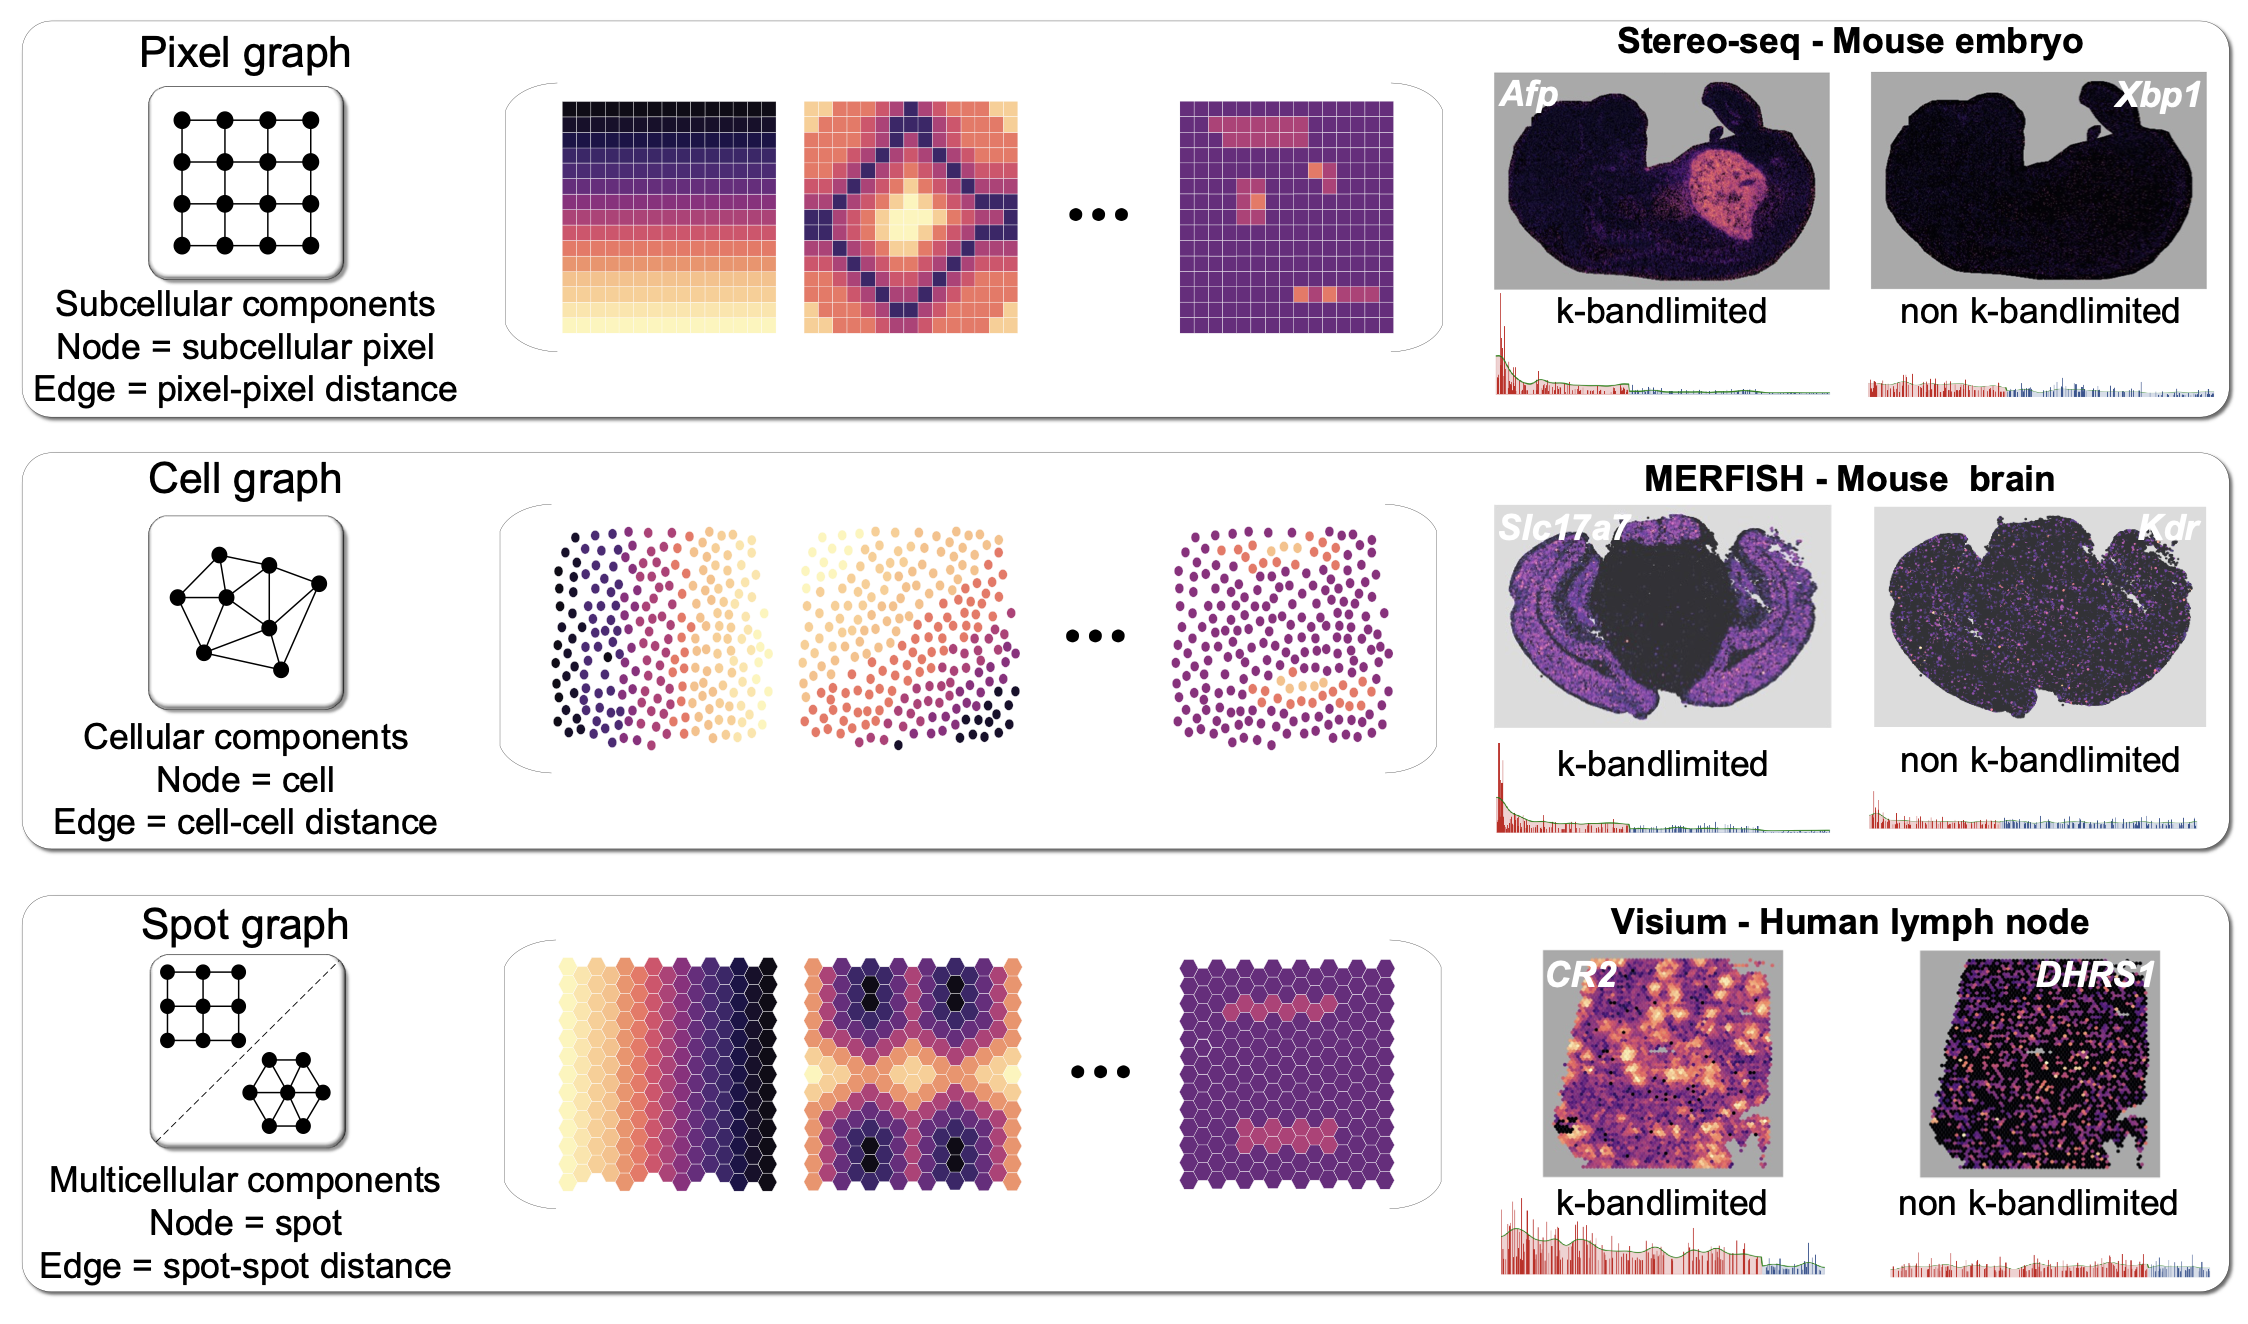 Pixel graph
Subcellular components
Node = subcellular pixel
Edge = pixel-pixel distance
Stereo-seq - Mouse embryo
Afp
Xbp1
k-bandlimited
non k-bandlimited
Cell graph
Cellular components
Node = cell
Edge = cell-cell distance
MERFISH - Mouse  brain
Slc17a7
Kdr
k-bandlimited
non k-bandlimited
Spot graph
Multicellular components
Node = spot
Edge = spot-spot distance
Visium - Human lymph node
CR2
DHRS1
k-bandlimited
non k-bandlimited